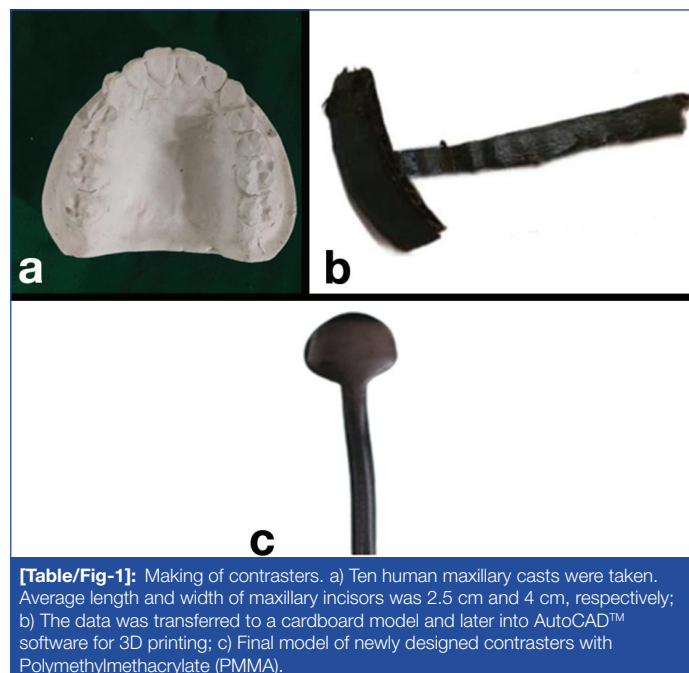 a
b
c
[Table/Fig-1]: Making of contrasters. a) Ten human maxillary casts were taken.
Average length and width of maxillary incisors was 2.5 cm and 4 cm, respectively;
b) The data was transferred to a cardboard model and later into AutoCAD™
software for 3D printing; c) Final model of newly designed contrasters with
Polymethylmethacrylate (PMMA).